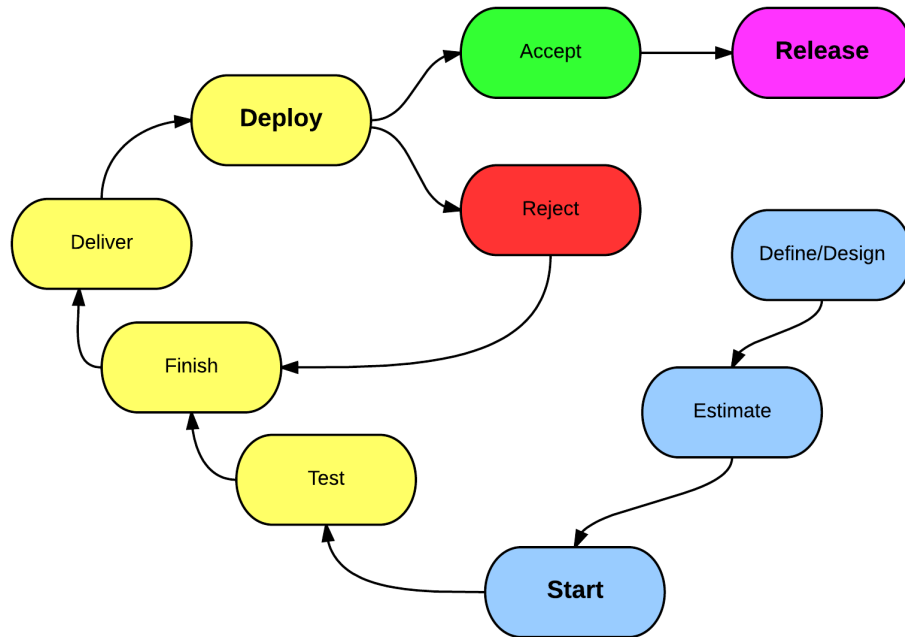 Accept
Release
Deploy
Reject
Deliver
Define/Design
Finish
Estimate
Test
Start